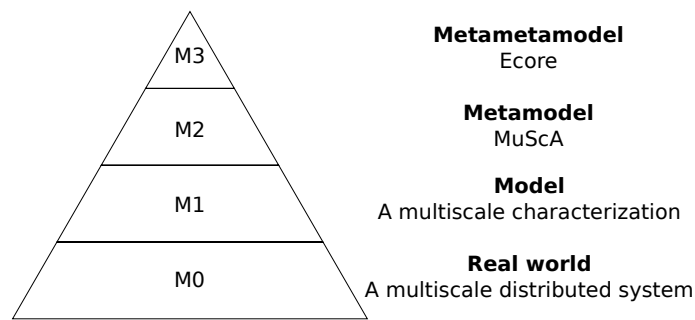 M3
Metametamodel
Ecore
M2
Metamodel
MuScA
M1
Model
A multiscale characterization
M0
Real world
A multiscale distributed system